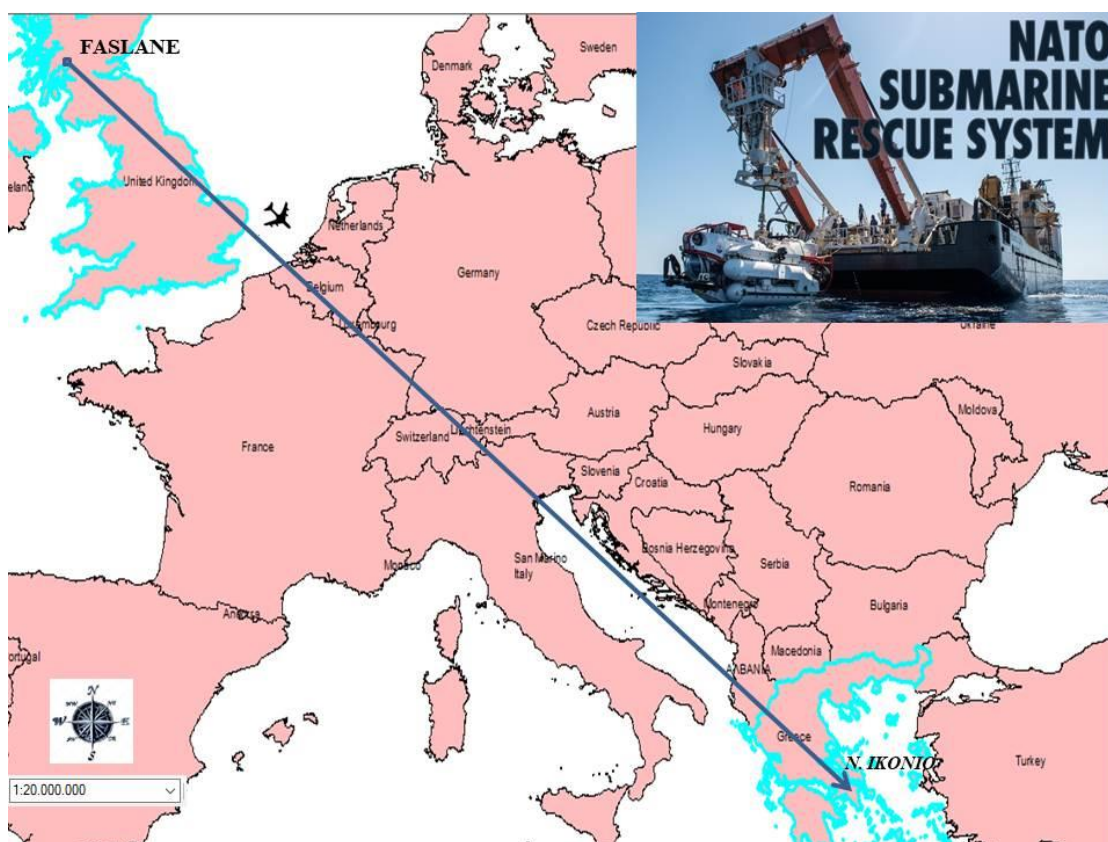 FASLANE
NATO
SUBMARINE
RESCUE SYSTEM
Sweden
Denmark
United Kingdom
Netherlands
Germany
Belgium
Luxembourg
Czech Republic
Ukraine
Slovakia
Austria
Moldova
Switzerland
Liechtenstein
Hungary
France
Slovenia
Romania
Croatia
San Marino
Italy
Bosnia Herzegovina
Serbia
Monaco
Montenegro
Bulgaria
Andorra
Macedonia
ortugal
ALBANIA
N
W
E
S
Greece
N. IKONIO
Turkey
1:20.000.000